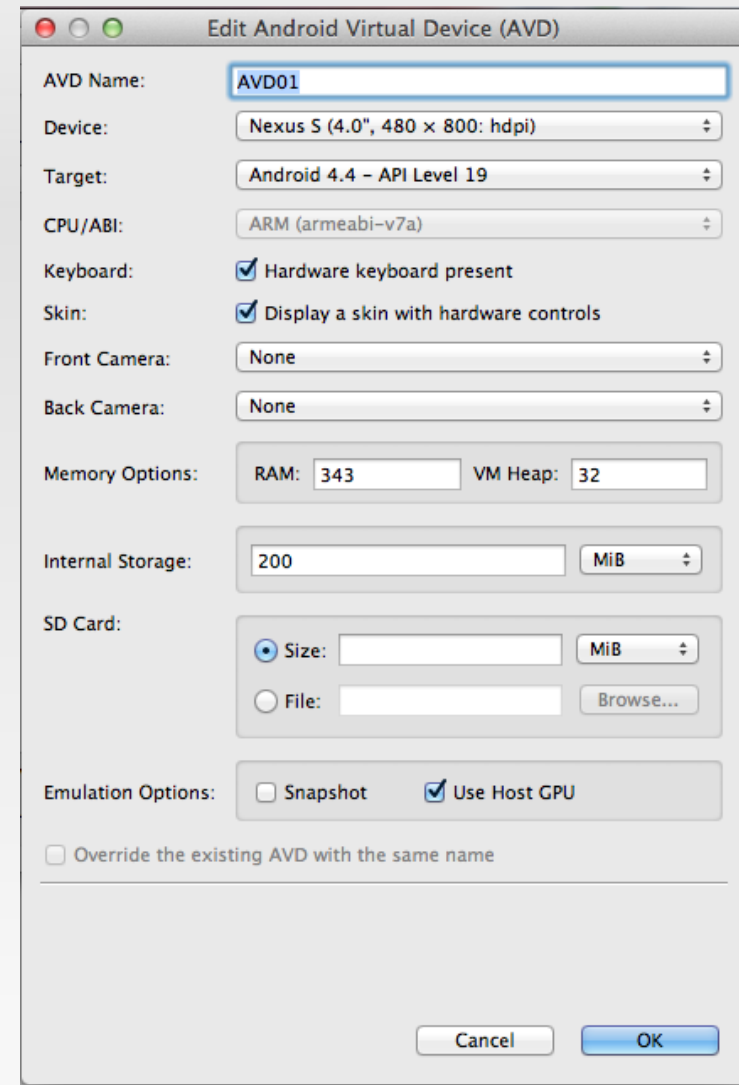 Edit Android Virtual Device (AVD)
AVD Name: AVD01
Device: Nexus S (4.0", 480 × 800: hdpi)
Target: Android 4.4 – API Level 19
CPU/ABI: ARM (armeabi-v7a)
Keyboard: Hardware keyboard present
Skin: Display a skin with hardware controls
Front Camera: None
Back Camera: None
Memory Options: RAM: 343 VM Heap: 32
Internal Storage: 200 MiB
SD Card:
Size: MiB
File: Browse...
Emulation Options: Snapshot Use Host GPU
Override the existing AVD with the same name
Cancel OK